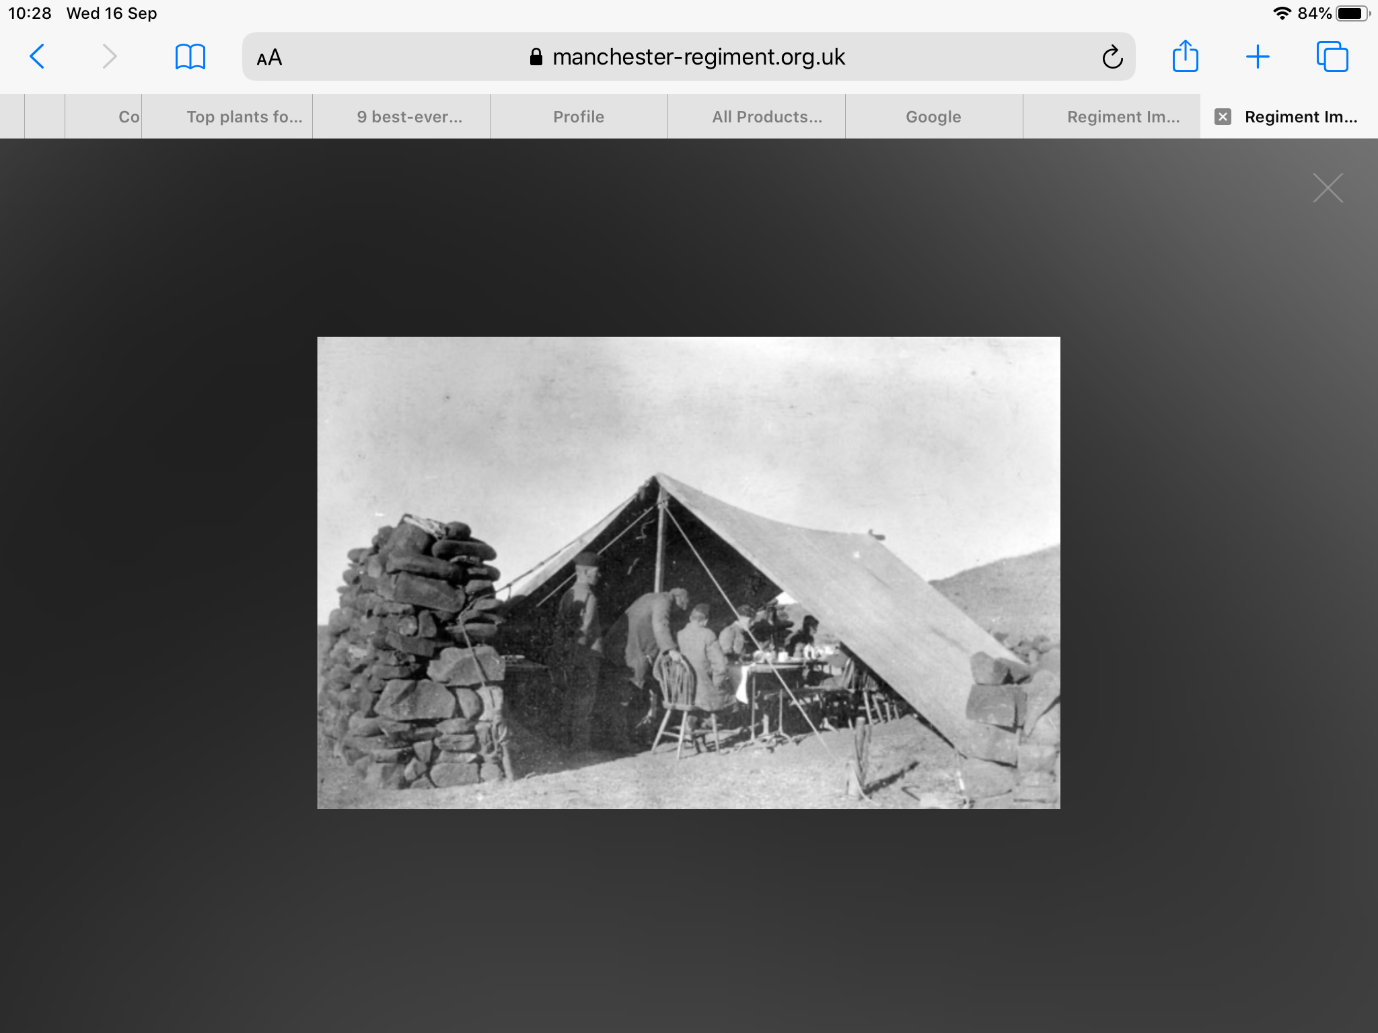 10:28 Wed 16 Sep 84%
AA manchester-regiment.org.uk
Co Top plants fo... 9 best-ever... Profile All Products... Google Regiment Im... Regiment Im...